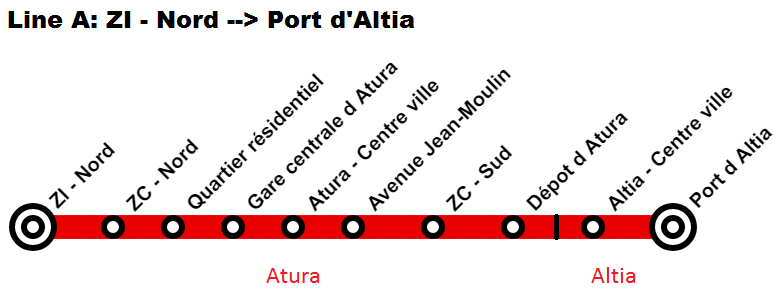 Line A: ZI - Nord --> Port d'Altia
ZI - Nord
ZC - Nord
Quartier résidentiel
Gare centrale d Atura
Atura - Centre ville
Avenue Jean-Moulin
ZC - Sud
Dépot d Atura
Altia - Centre ville
Port d Altia
Atura
Altia